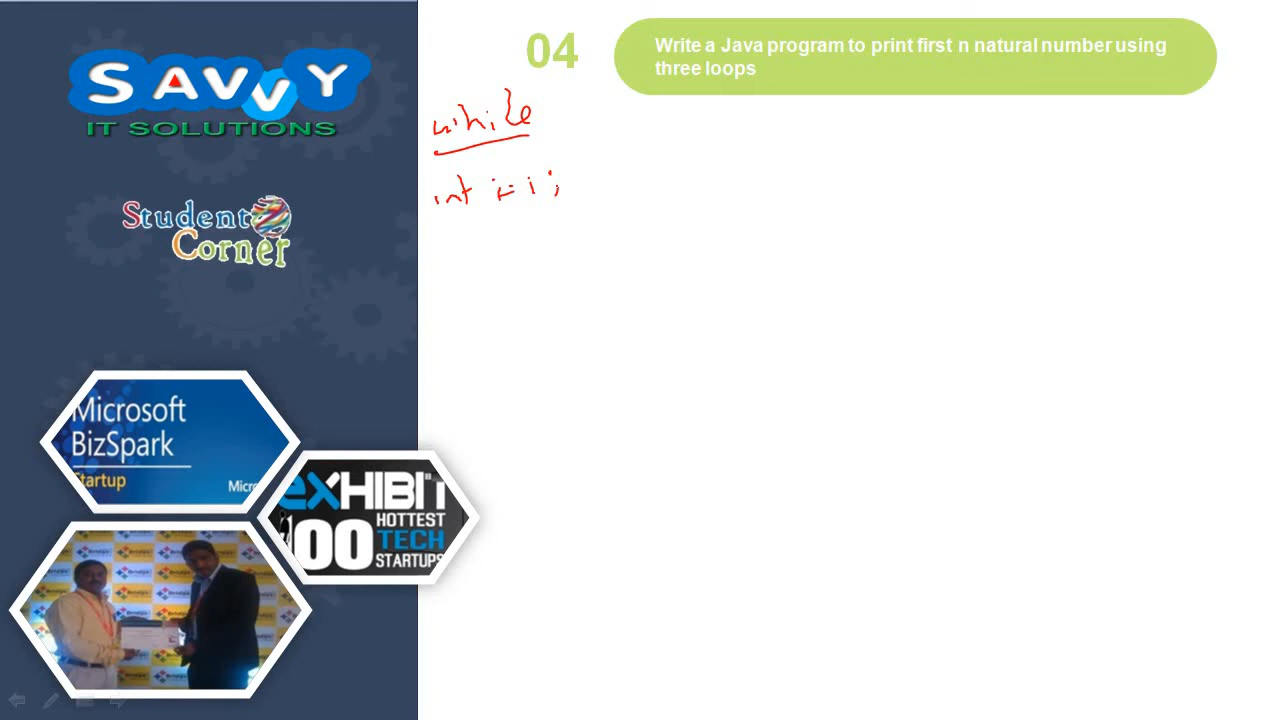 SAVVY
IT SOLUTIONS
Student
Corner
04
Write a Java program to print first n natural number using
three loops
while
int i=1;
Microsoft
BizSpark
Startup
Micro
EXHIBIT
100
HOTTEST
TECH
STARTUPS